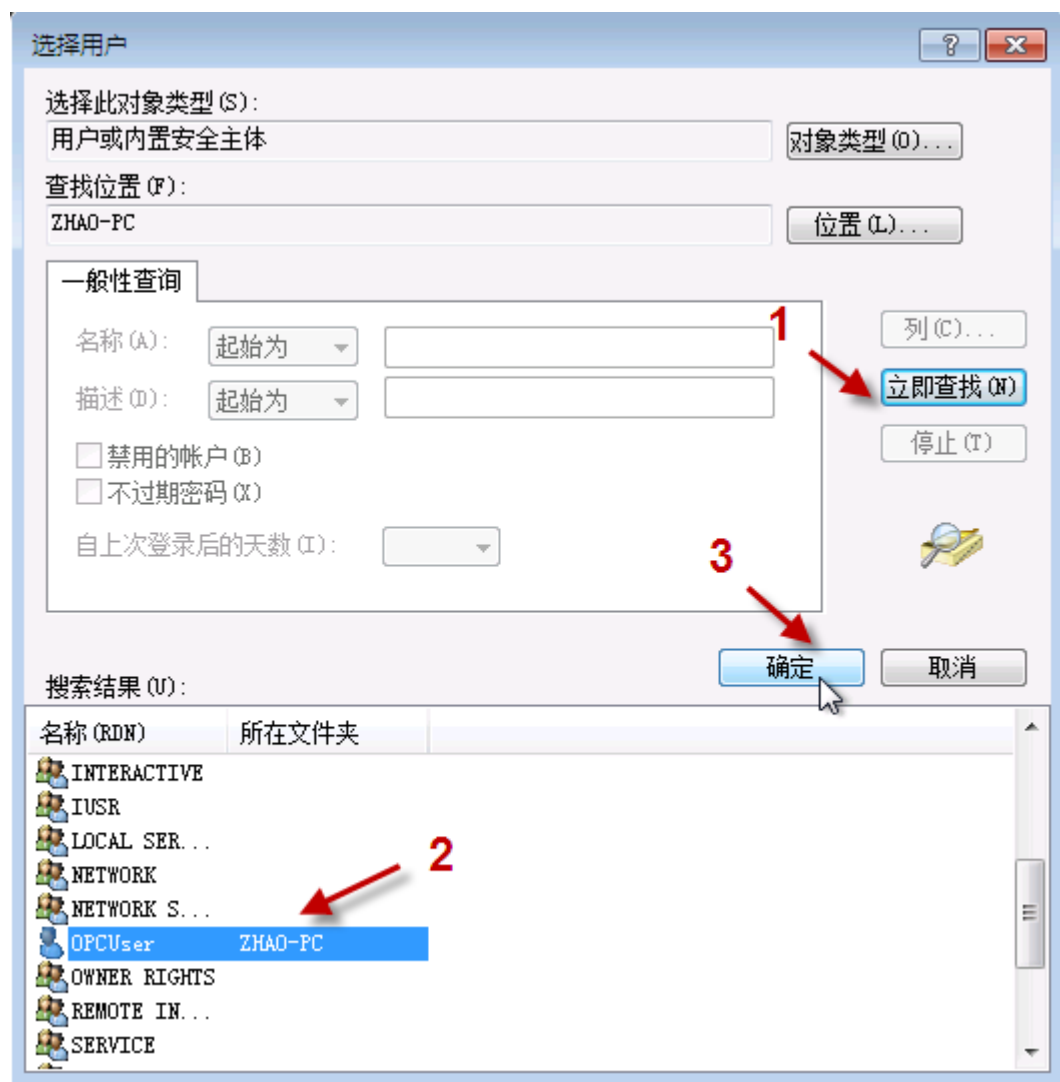 选择用户
选择此对象类型(S):
用户或内置安全主体
对象类型(O)...
查找位置(F):
ZHAO-PC
位置(L)...
一般性查询
名称(A):
起始为
1
列(C)...
描述(D):
起始为
立即查找(N)
禁用的帐户(B)
停止(T)
不过期密码(X)
自上次登录后的天数(I):
3
确定
取消
搜索结果(U):
名称(RDN) 所在文件夹
INTERACTIVE
IUSR
LOCAL SER...
2
NETWORK
NETWORK S...
OPCUser ZHAO-PC
OWNER RIGHTS
REMOTE IN...
SERVICE